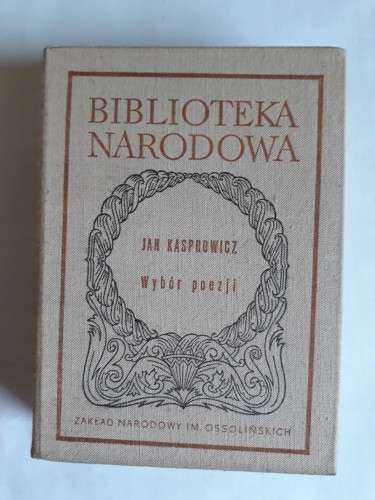 BIBLIOTEKA
NARODOWA
JAN KASPROWICZ
Wybór poezji
ZAKŁAD NARODOWY IM. OSSOLIŃSKICH